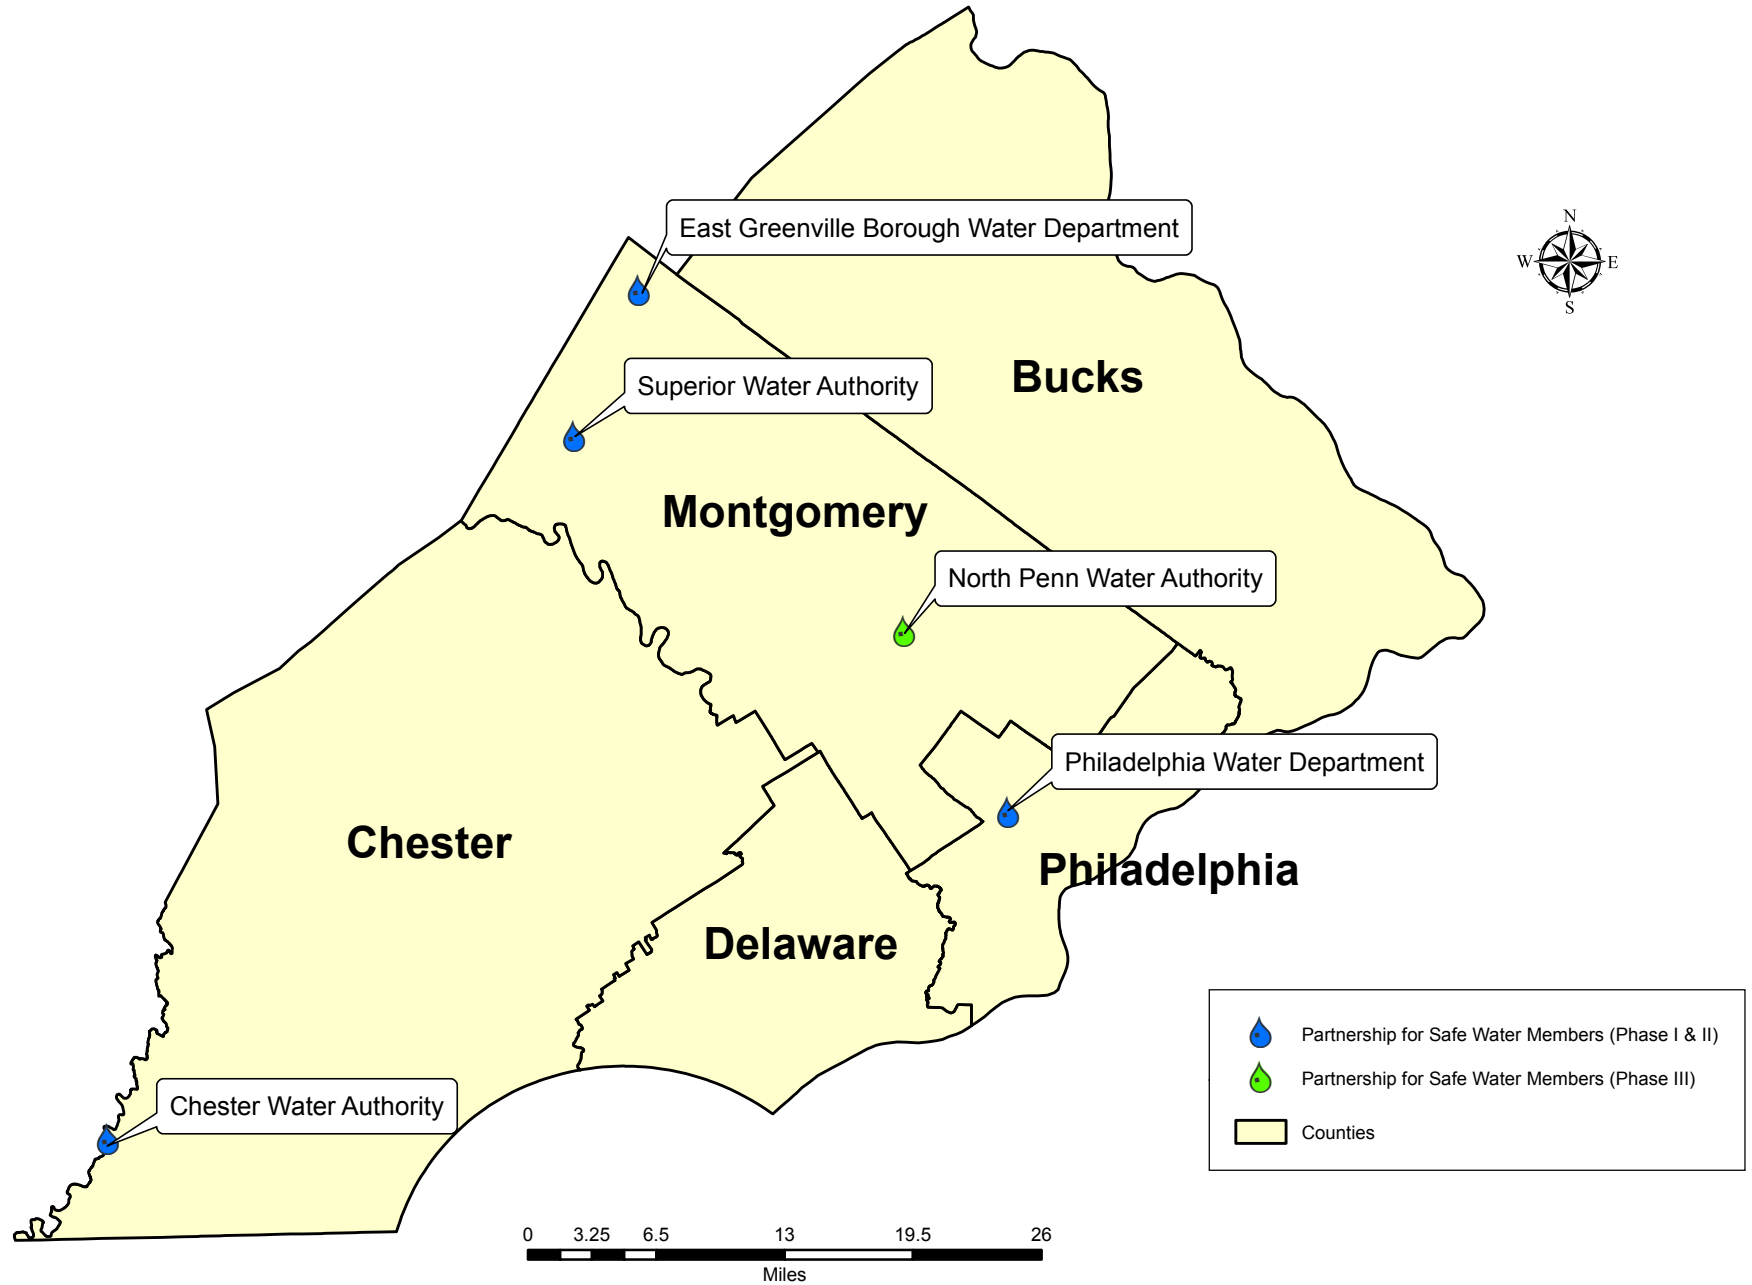 East Greenville Borough Water Department
N
W
E
S
Bucks
Superior Water Authority
Montgomery
North Penn Water Authority
Philadelphia Water Department
Chester
Philadelphia
Delaware
Partnership for Safe Water Members (Phase I & II)
Partnership for Safe Water Members (Phase III)
Counties
Chester Water Authority
0 3.25 6.5 13 19.5 26
Miles